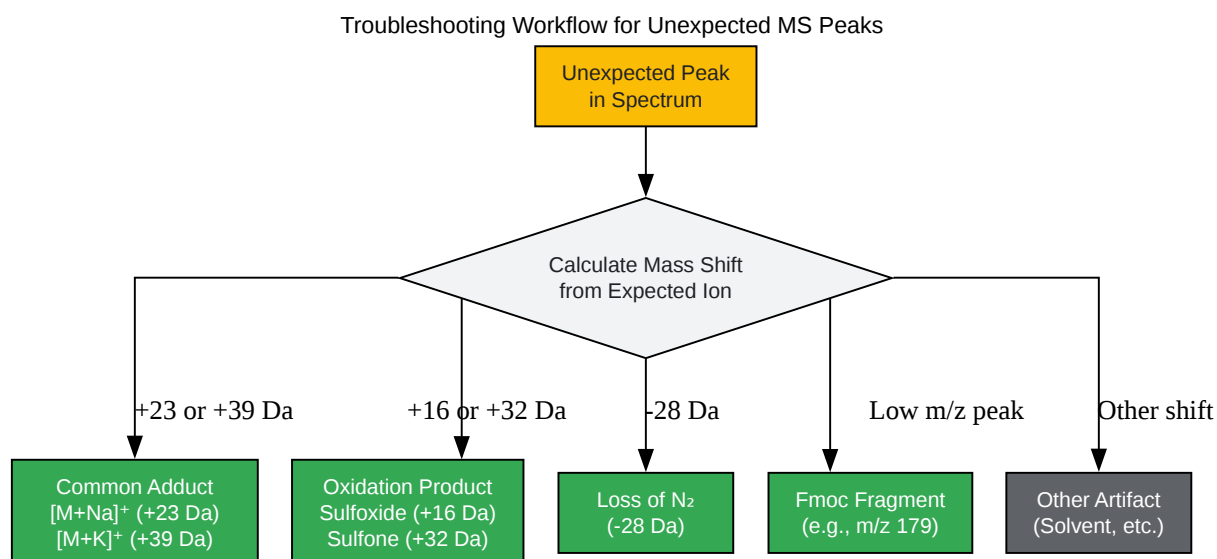 Troubleshooting Workflow for Unexpected MS Peaks
Unexpected Peak
in Spectrum
Calculate Mass Shift
from Expected Ion
+23 or +39 Da
+16 or +32 Da
-28 Da
Low m/z peak
Other shift
Common Adduct
[M+Na]⁺ (+23 Da)
[M+K]⁺ (+39 Da)
Oxidation Product
Sulfoxide (+16 Da)
Sulfone (+32 Da)
Loss of N₂
(-28 Da)
Fmoc Fragment
(e.g., m/z 179)
Other Artifact
(Solvent, etc.)